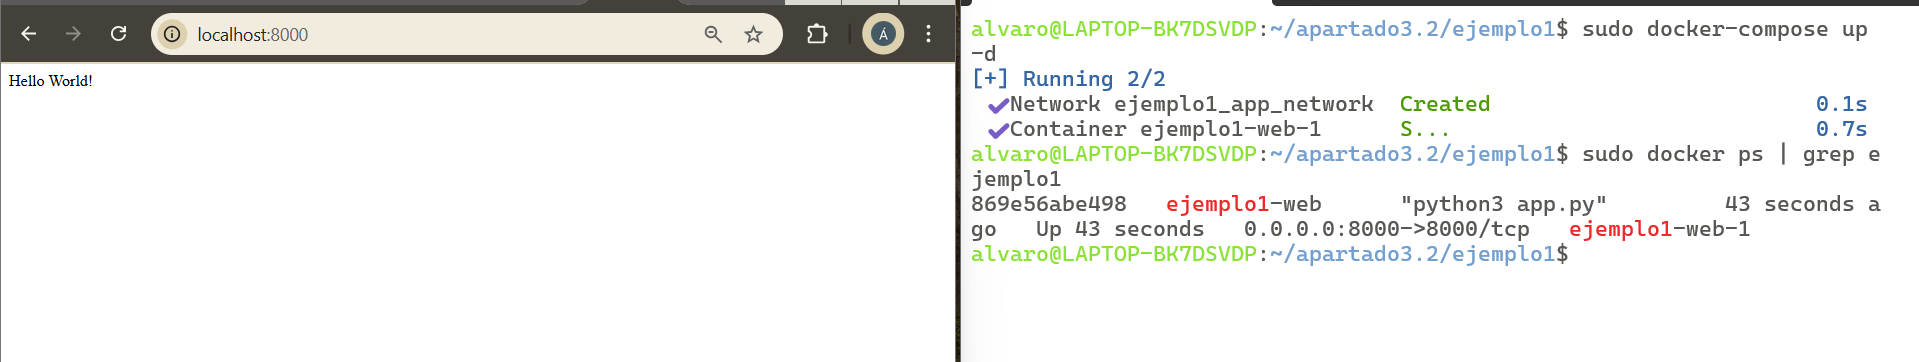 localhost:8000
Á
Hello World!
alvaro@LAPTOP-BK7DSVDP:~/apartado3.2/ejemplo1$ sudo docker-compose up
-d
[+] Running 2/2
✔Network ejemplo1_app_network  Created 0.1s
✔Container ejemplo1-web-1 S... 0.7s
alvaro@LAPTOP-BK7DSVDP:~/apartado3.2/ejemplo1$ sudo docker ps | grep e
jemplo1
869e56abe498   ejemplo1-web      "python3 app.py"         43 seconds a
go   Up 43 seconds   0.0.0.0:8000->8000/tcp   ejemplo1-web-1
alvaro@LAPTOP-BK7DSVDP:~/apartado3.2/ejemplo1$